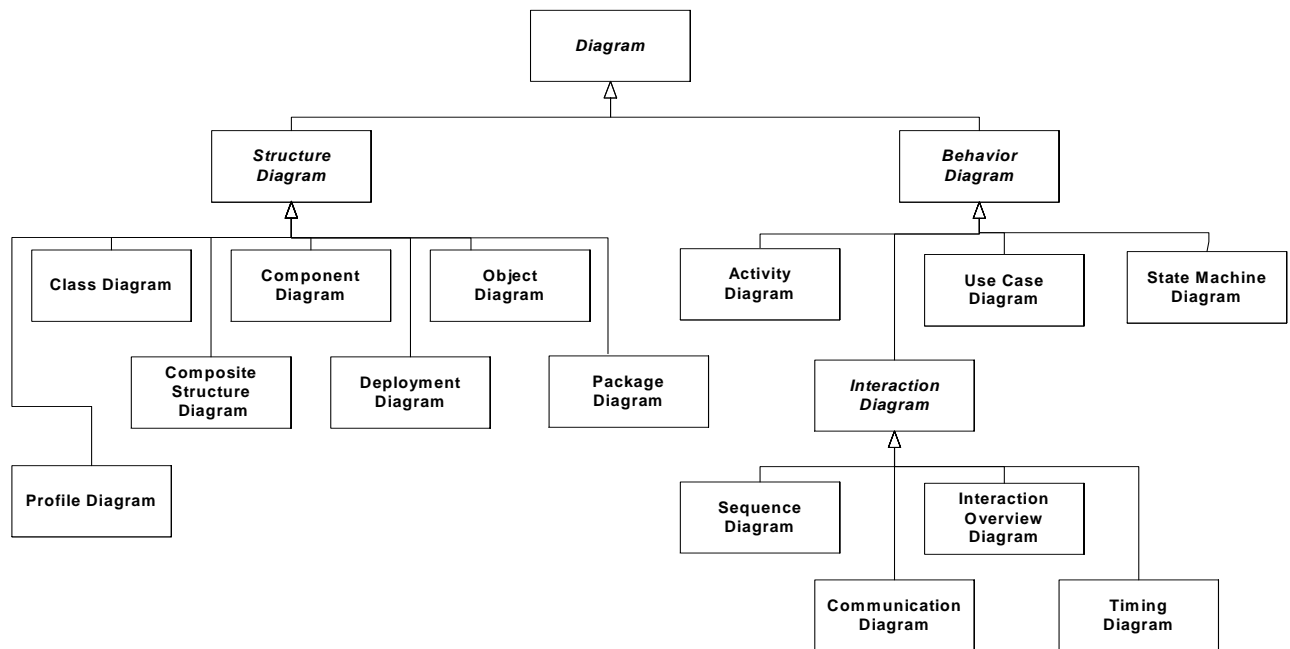 Diagram
Structure
Diagram
Behavior
Diagram
Class Diagram
Component
Diagram
Object
Diagram
Activity
Diagram
Use Case
Diagram
State Machine
Diagram
Composite
Structure
Diagram
Deployment
Diagram
Package
Diagram
Interaction
Diagram
Profile Diagram
Sequence
Diagram
Interaction
Overview
Diagram
Communication
Diagram
Timing
Diagram